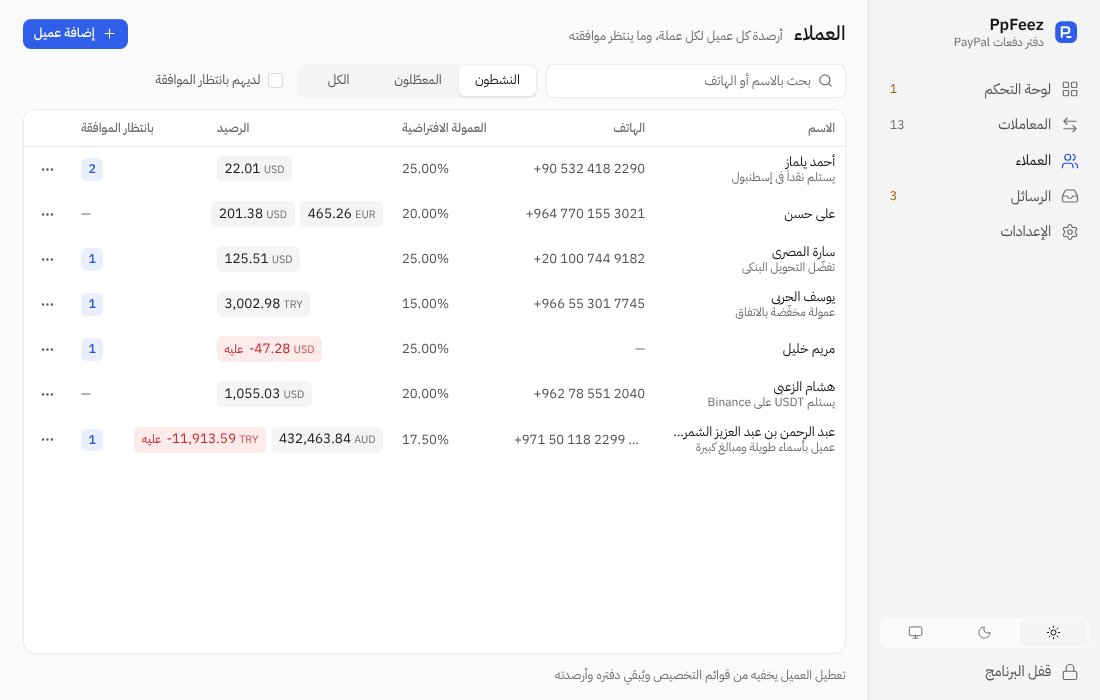 PpFeez
دفتر دفعات PayPal
لوحة التحكم 1
المعاملات 13
العملاء
الرسائل 3
الإعدادات
قفل البرنامج
العملاء أرصدة كل عميل لكل عملة، وما ينتظر موافقته
إضافة عميل
بحث بالاسم أو الهاتف
النشطون المعطّلون الكل لديهم بانتظار الموافقة
الاسم الهاتف العمولة الافتراضية الرصيد بانتظار الموافقة
أحمد يلماز +90 532 418 2290 25.00% 22.01 USD 2
يستلم نقداً في إسطنبول
علي حسن +964 770 155 3021 20.00% 465.26 EUR 201.38 USD —
سارة المصري +20 100 744 9182 25.00% 125.51 USD 1
تفضّل التحويل البنكي
يوسف الحربي +966 55 301 7745 15.00% 3,002.98 TRY 1
عمولة مخفّضة بالاتفاق
مريم خليل — 25.00% -47.28 USD عليه 1
هشام الزعبي +962 78 551 2040 20.00% 1,055.03 USD —
يستلم USDT على Binance
عبد الرحمن بن عبد العزيز الشمر... +971 50 118 2299 ... 17.50% 432,463.84 AUD -11,913.59 TRY عليه 1
عميل بأسماء طويلة ومبالغ كبيرة
تعطيل العميل يخفيه من قوائم التخصيص ويُبقي دفتره وأرصدته